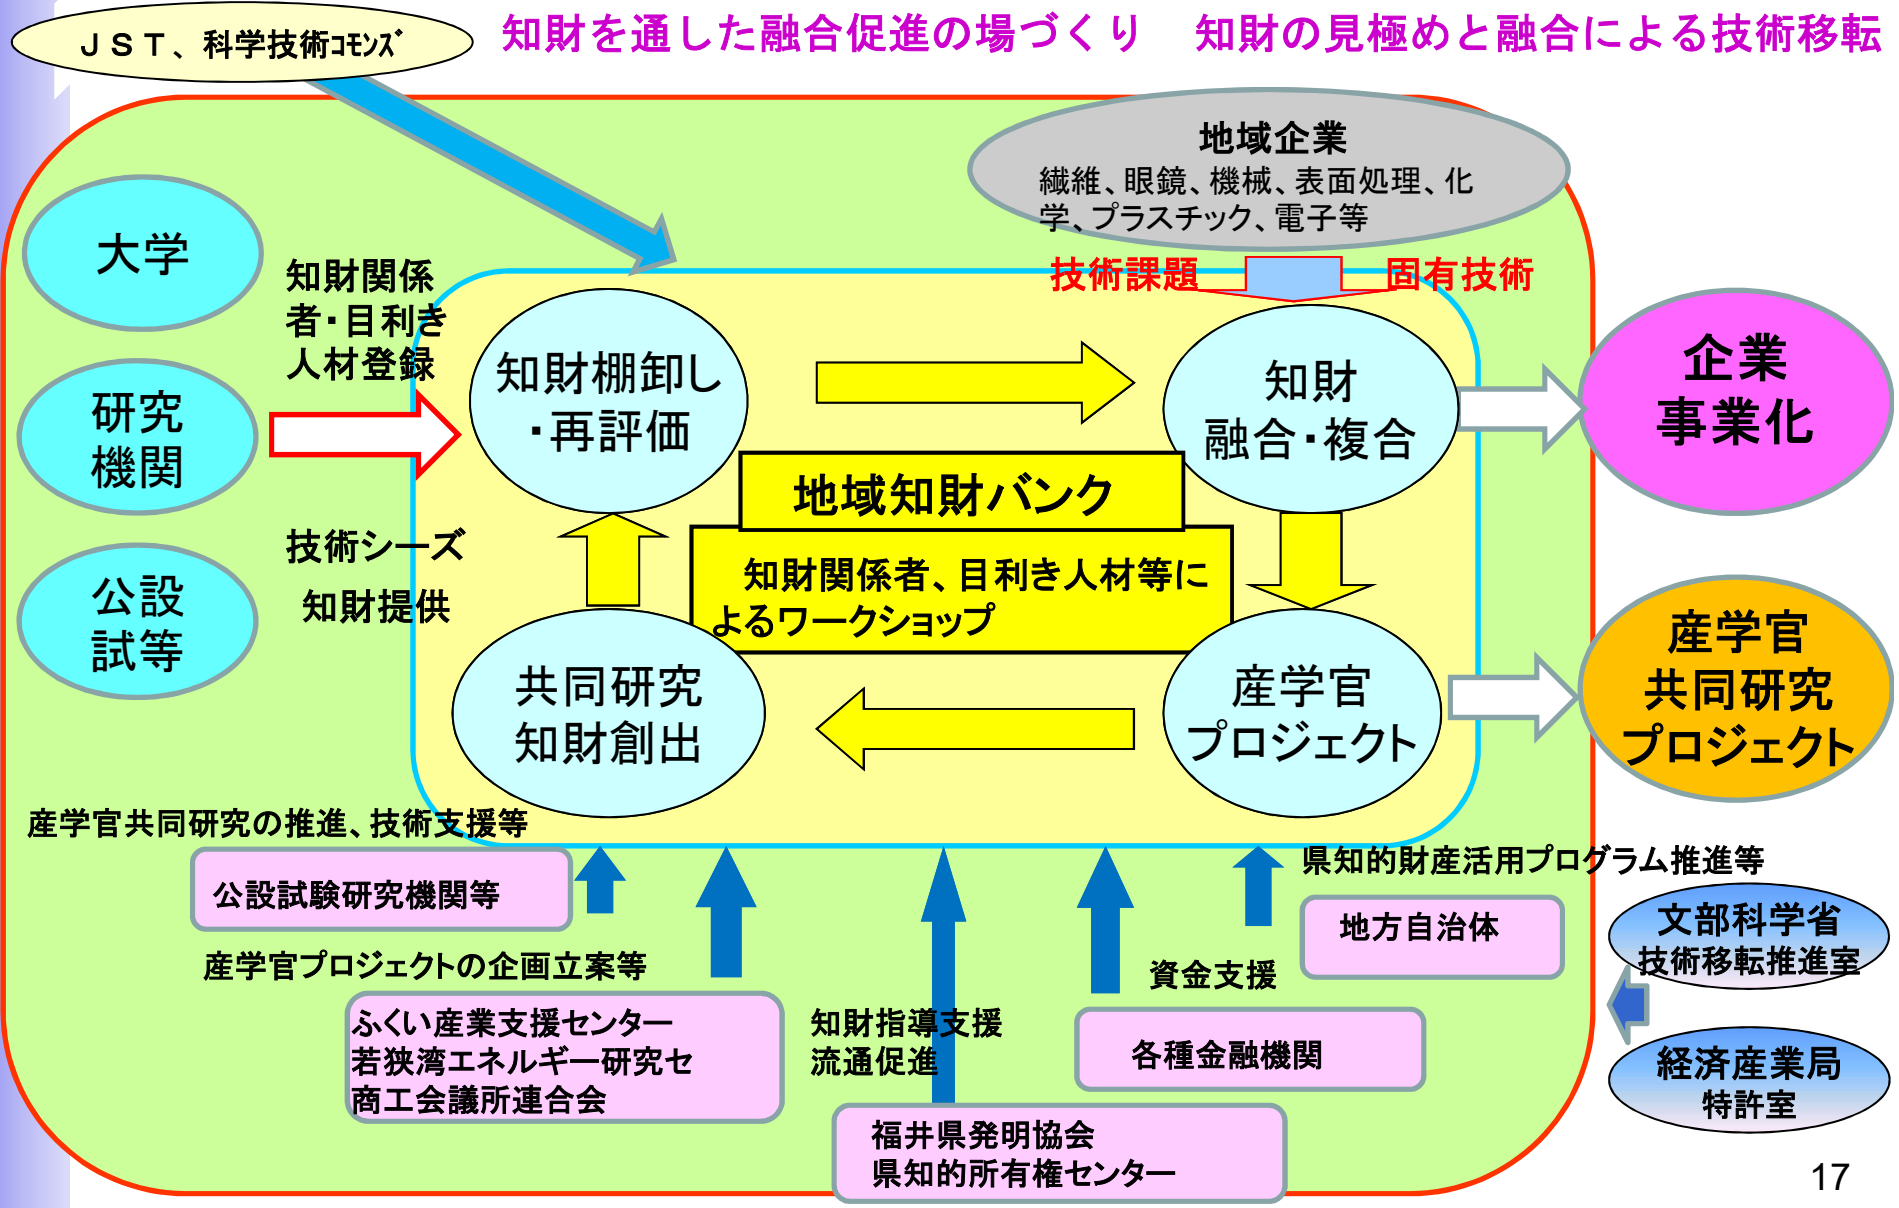 ＪＳＴ、科学技術ｺﾓﾝｽﾞ
知財を通した融合促進の場づくり　知財の見極めと融合による技術移転
地域企業
繊維、眼鏡、機械、表面処理、化
学、プラスチック、電子等
大学
研究
機関
公設
試等
知財関係
者・目利き
人材登録
技術シーズ
知財提供
技術課題
固有技術
知財棚卸し
・再評価
知財
融合・複合
企業
事業化
地域知財バンク
知財関係者、目利き人材等に
よるワークショップ
共同研究
知財創出
産学官
プロジェクト
産学官
共同研究
プロジェクト
産学官共同研究の推進、技術支援等
公設試験研究機関等
産学官プロジェクトの企画立案等
ふくい産業支援センター
若狭湾エネルギー研究セ
商工会議所連合会
知財指導支援
流通促進
福井県発明協会
県知的所有権センター
資金支援
各種金融機関
県知的財産活用プログラム推進等
地方自治体
文部科学省
技術移転推進室
経済産業局
特許室
17